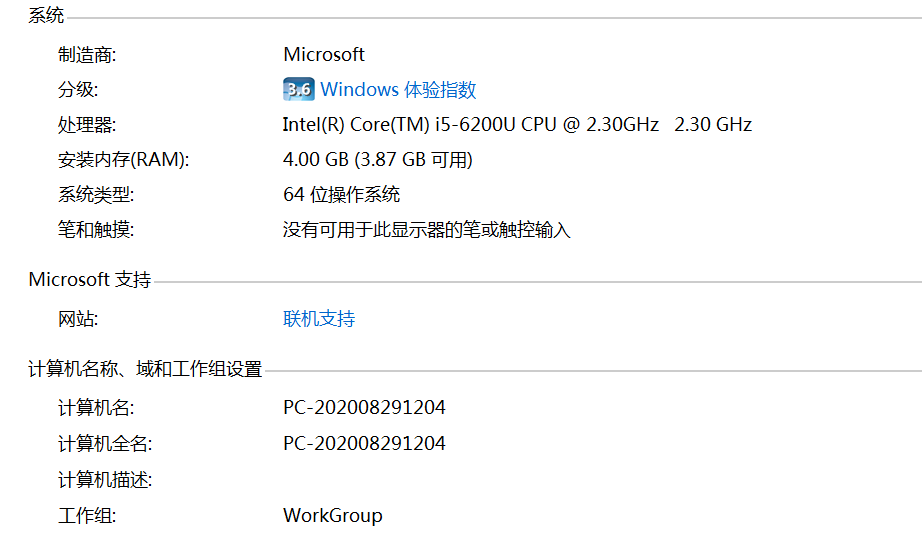 系统
制造商: Microsoft
分级: 3.6 Windows 体验指数
处理器: Intel(R) Core(TM) i5-6200U CPU @ 2.30GHz 2.30 GHz
安装内存(RAM): 4.00 GB (3.87 GB 可用)
系统类型: 64 位操作系统
笔和触摸: 没有可用于此显示器的笔或触控输入
Microsoft 支持
网站: 联机支持
计算机名称、域和工作组设置
计算机名: PC-202008291204
计算机全名: PC-202008291204
计算机描述:
工作组: WorkGroup